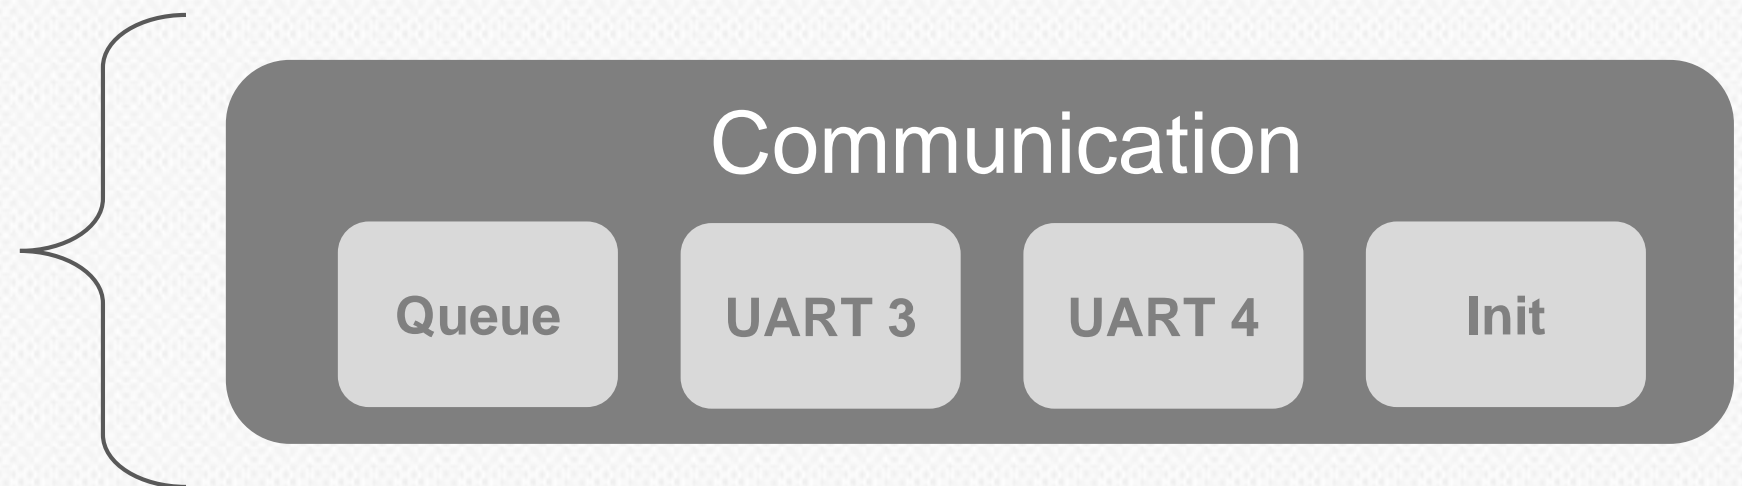 Communication
Queue
UART 3
UART 4
Init